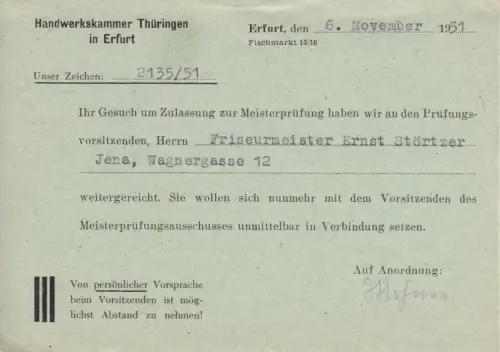 Handwerkskammer Thüringen
in Erfurt
Erfurt, den 6. November 1951
Fischmarkt 13/16
Unser Zeichen: 2135/51
Ihr Gesuch um Zulassung zur Meisterprüfung haben wir an den Prüfungs-
vorsitzenden, Herrn Friseurmeister Ernst Störtzer
Jena, Wagnergasse 12
weitergereicht. Sie wollen sich nunmehr mit dem Vorsitzenden des
Meisterprüfungsausschusses unmittelbar in Verbindung setzen.
Auf Anordnung:
Von persönlicher Vorsprache
beim Vorsitzenden ist mög-
lichst Abstand zu nehmen!